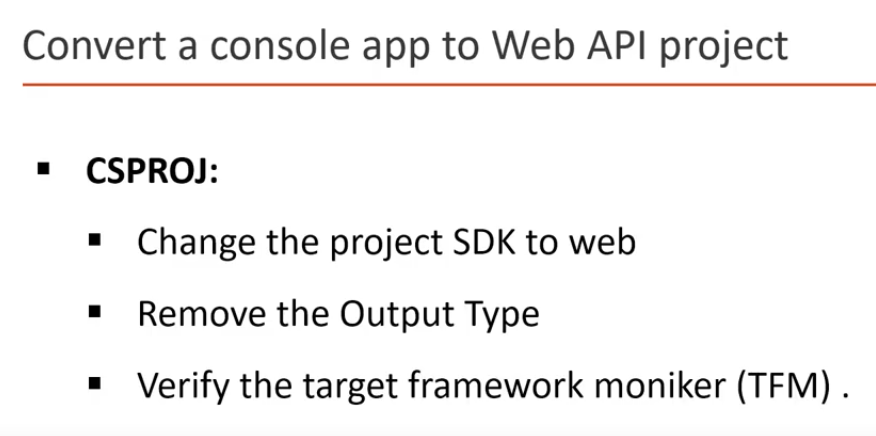 Convert a console app to Web API project
▪ CSPROJ:
▪ Change the project SDK to web
▪ Remove the Output Type
▪ Verify the target framework moniker (TFM) .